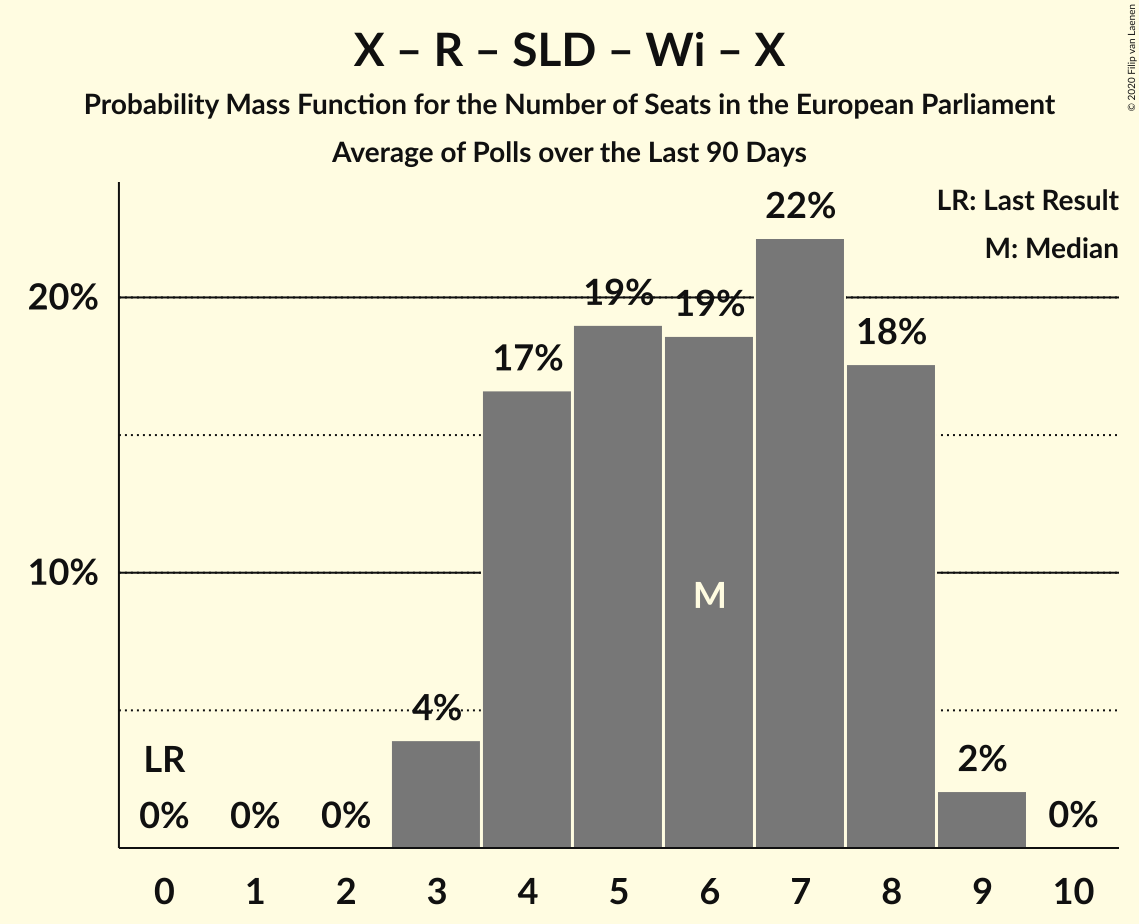 X – R – SLD – Wi – X
Probability Mass Function for the Number of Seats in the European Parliament
Average of Polls over the Last 90 Days
© 2020 Filip van Laenen
LR: Last Result
M: Median
22%
19%
19%
18%
17%
20%
10%
M
4%
2%
LR
0%
0%
0%
0%
0 1 2 3 4 5 6 7 8 9 10